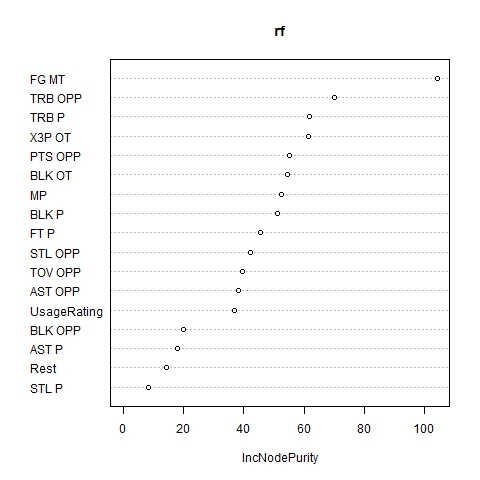 rf
FG MT
TRB OPP
TRB P
X3P OT
PTS OPP
BLK OT
MP
BLK P
FT P
STL OPP
TOV OPP
AST OPP
UsageRating
BLK OPP
AST P
Rest
STL P
0 20 40 60 80 100
IncNodePurity